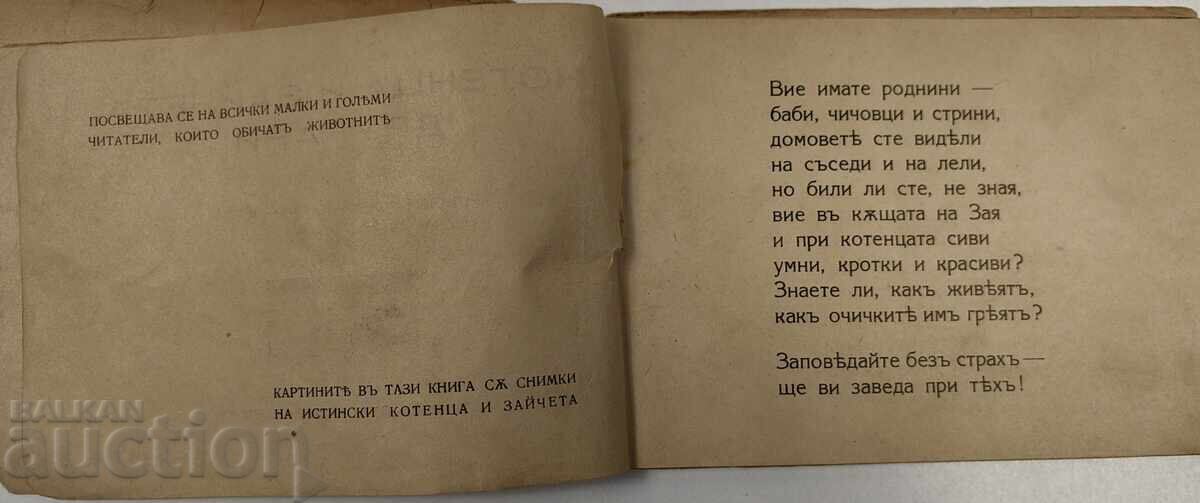 ПОСВЕЩАВА СЕ НА ВСИЧКИ МАЛКИ И ГОЛѢМИ
ЧИТАТЕЛИ, КОИТО ОБИЧАТЪ ЖИВОТНИТѢ
КАРТИНИТѢ ВЪ ТАЗИ КНИГА СѪ СНИМКИ
НА ИСТИНСКИ КОТЕНЦА И ЗАЙЧЕТА
Вие имате роднини —
баби, чичовци и стрини,
домоветѣ сте видѣли
на съседи и на лели,
но били ли сте, не зная,
вие въ кѫщата на Зая
и при котенцата сиви
умни, кротки и красиви?
Знаете ли, какъ живѣятъ,
какъ очичкитѣ имъ грѣятъ?
Заповѣдайте безъ страхъ —
ще ви заведа при тѣхъ!
BALKAN
auction